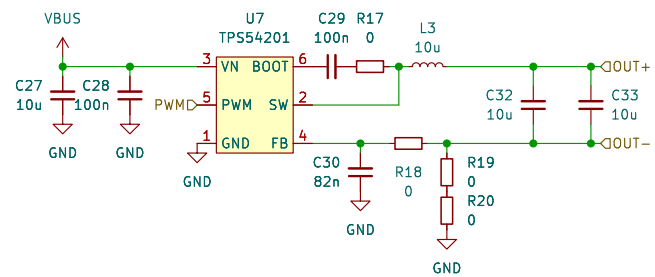 VBUS
U7
TPS54201
C29
100n
R17
0
L3
10u
3
VN
BOOT
6
OUT+
C27
10u
C28
100n
PWM
5
PWM
SW
2
C32
10u
C33
10u
1
GND
FB
4
OUT-
GND
GND
GND
C30
82n
R18
0
R19
0
R20
0
GND
GND